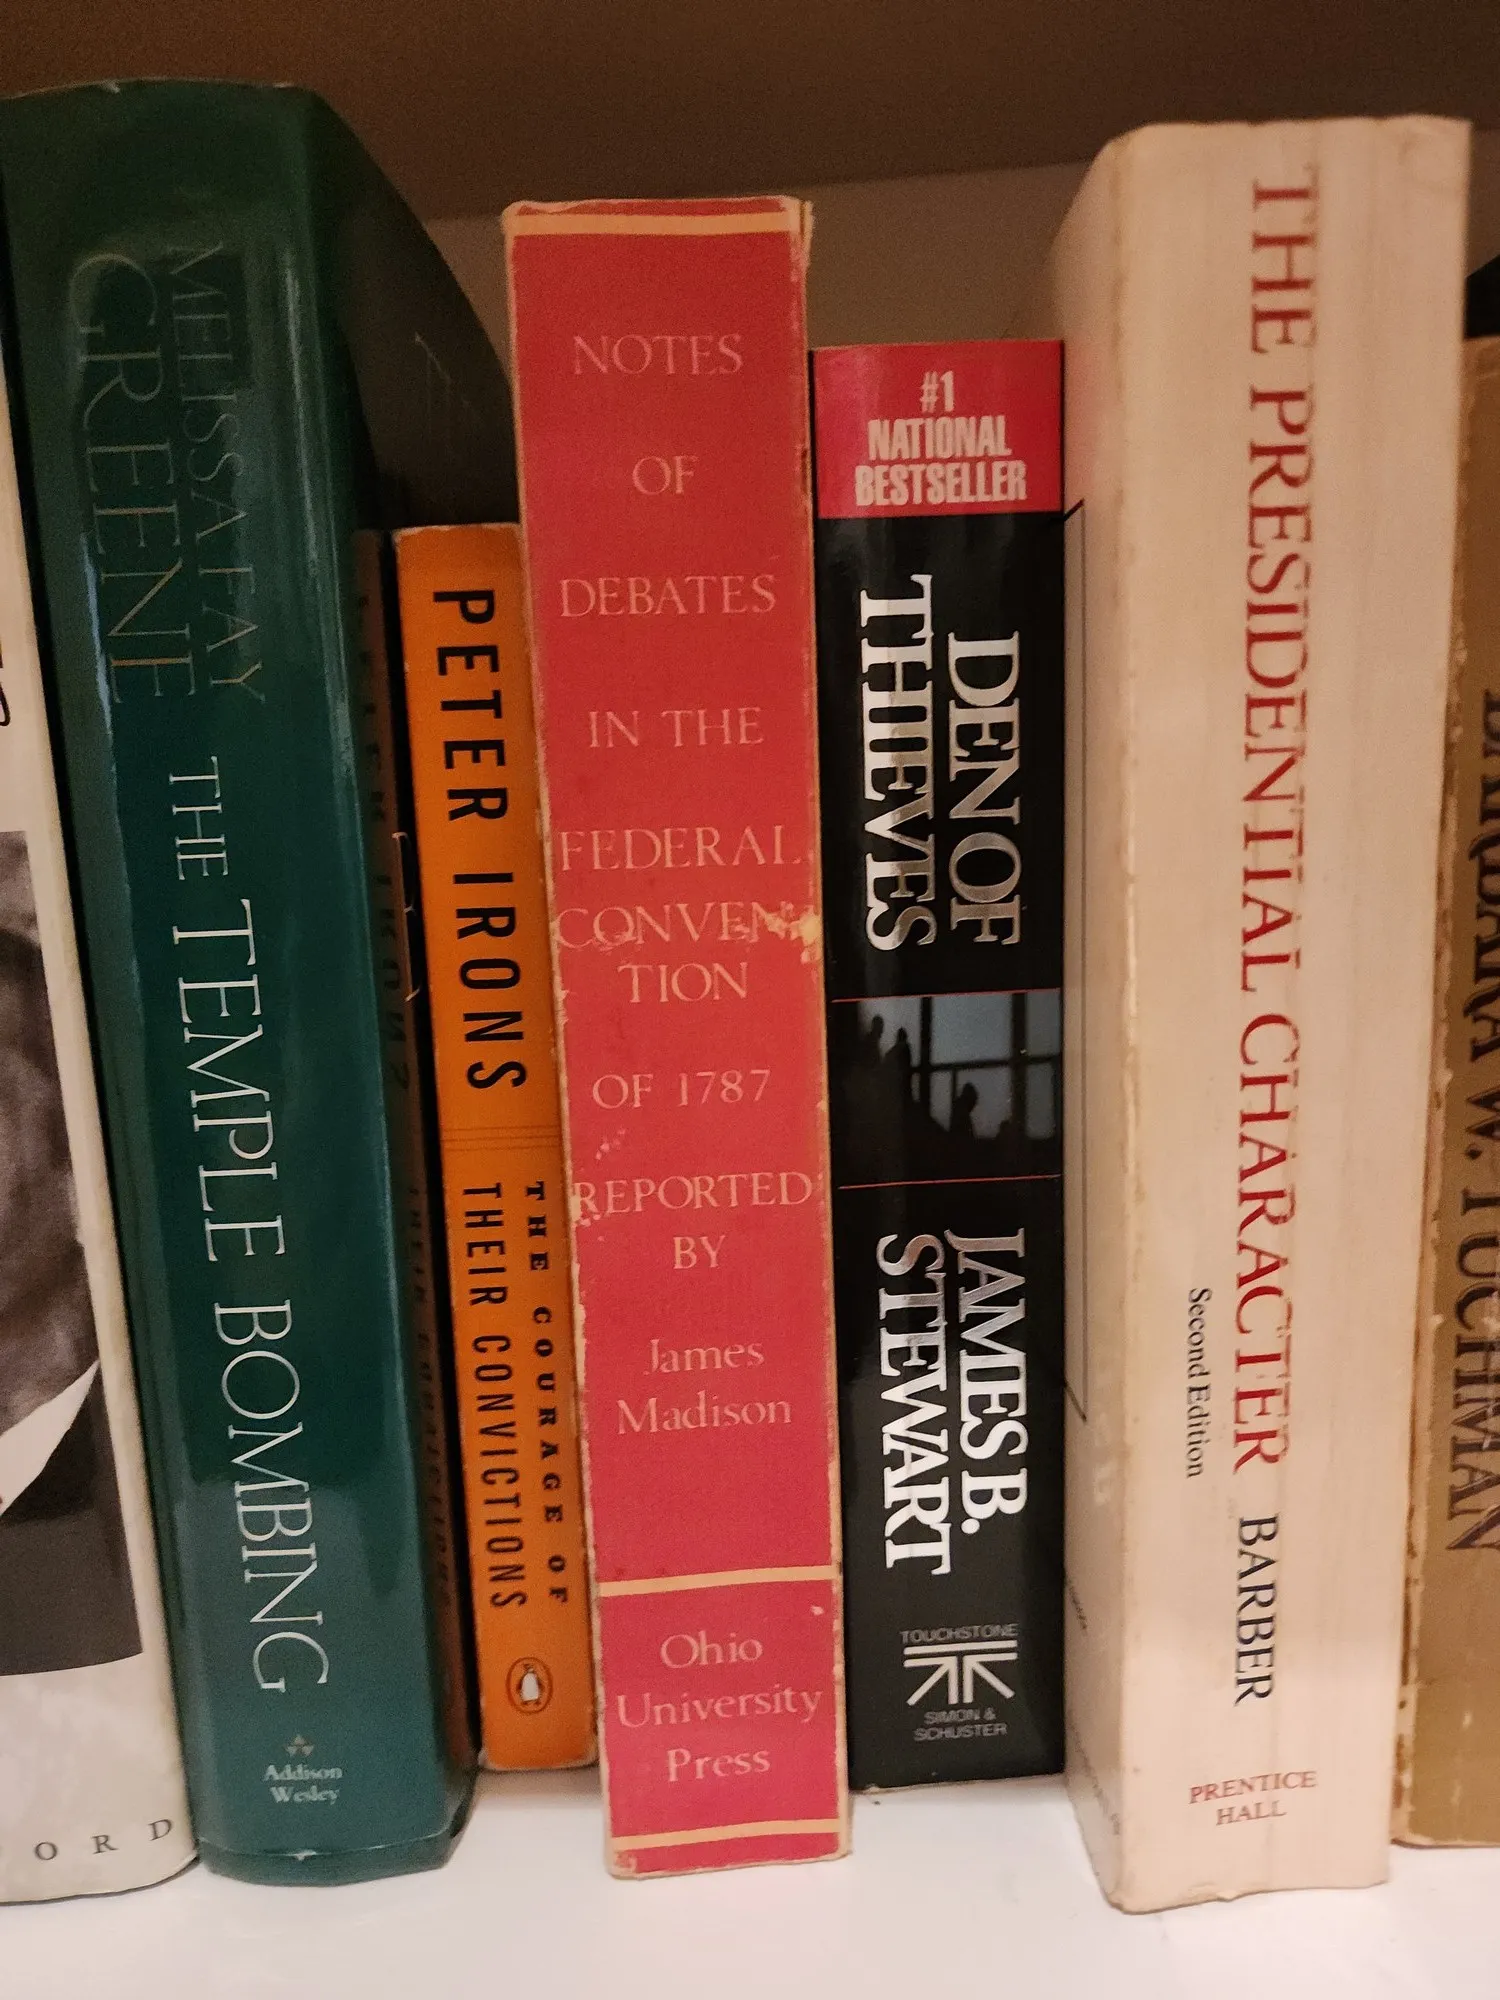 ORD
MELISSA FAY
GREENE
THE TEMPLE BOMBING
Addison
Wesley
PETER IRONS
THE COURAGE OF
THEIR CONVICTIONS
NOTES
OF
DEBATES
IN THE
FEDERAL
CONVEN
TION
OF 1787
REPORTED
BY
James
Madison
Ohio
University
Press
#1
NATIONAL
BESTSELLER
DEN OF
THIEVES
JAMES B.
STEWART
TOUCHSTONE
SIMON &
SCHUSTER
THE PRESIDENTIAL CHARACTER
Second Edition
BARBER
PRENTICE
HALL
BARBARA W. TUCHMAN